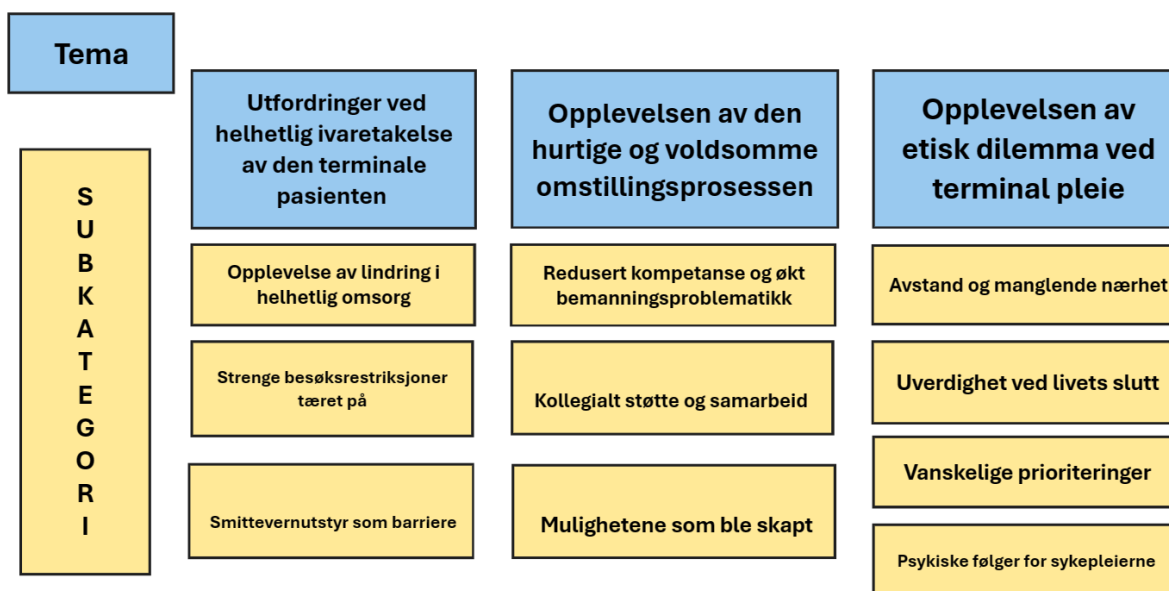 Tema
Utfordringer ved
helhetlig ivaretakelse
av den terminale
pasienten
Opplevelsen av den
hurtige og voldsomme
omstillingsprosessen
Opplevelsen av
etisk dilemma ved
terminal pleie
S
U
B
K
A
T
E
G
O
R
I
Opplevelse av lindring i
helhetlig omsorg
Redusert kompetanse og økt
bemanningsproblematikk
Avstand og manglende nærhet
Strenge besøksrestriksjoner
tæret på
Kollegialt støtte og samarbeid
Uverdighet ved livets slutt
Vanskelige prioriteringer
Smittevernutstyr som barriere
Mulighetene som ble skapt
Psykiske følger for sykepleierne